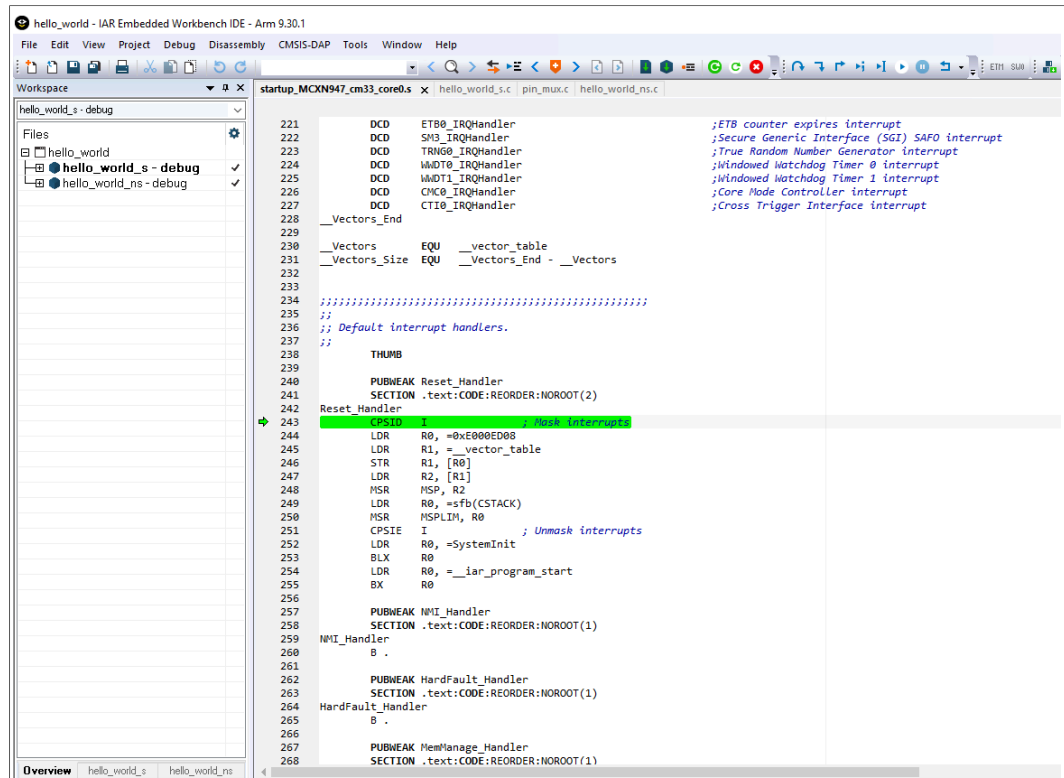 hello_world - IAR Embedded Workbench IDE - Arm 9.30.1
File Edit View Project Debug Disassembly CMSIS-DAP Tools Window Help
ETM SWO
Workspace
hello_world_s - debug
Files
hello_world
hello_world_s - debug
hello_world_ns - debug
Overview hello_world_s hello_world_ns
startup_MCXN947_cm33_core0.s x hello_world_s.c pin_mux.c hello_world_ns.c
221 DCD ETB0_IRQHandler ;ETB counter expires interrupt
222 DCD SM3_IRQHandler ;Secure Generic Interface (SGI) SAFO interrupt
223 DCD TRNG0_IRQHandler ;True Random Number Generator interrupt
224 DCD WWDT0_IRQHandler ;Windowed Watchdog Timer 0 interrupt
225 DCD WWDT1_IRQHandler ;Windowed Watchdog Timer 1 interrupt
226 DCD CMC0_IRQHandler ;Core Mode Controller interrupt
227 DCD CTI0_IRQHandler ;Cross Trigger Interface interrupt
228 __Vectors_End
229
230 __Vectors EQU __vector_table
231 __Vectors_Size EQU __Vectors_End - __Vectors
232
233
234 ;;;;;;;;;;;;;;;;;;;;;;;;;;;;;;;;;;;;;;;;;;;;;;;;;;;;
235 ;;
236 ;; Default interrupt handlers.
237 ;;
238 THUMB
239
240 PUBWEAK Reset_Handler
241 SECTION .text:CODE:REORDER:NOROOT(2)
242 Reset_Handler
243 CPSID I ; Mask interrupts
244 LDR R0, =0xE000ED08
245 LDR R1, =__vector_table
246 STR R1, [R0]
247 LDR R2, [R1]
248 MSR MSP, R2
249 LDR R0, =sfb(CSTACK)
250 MSR MSPLIM, R0
251 CPSIE I ; Unmask interrupts
252 LDR R0, =SystemInit
253 BLX R0
254 LDR R0, =__iar_program_start
255 BX R0
256
257 PUBWEAK NMI_Handler
258 SECTION .text:CODE:REORDER:NOROOT(1)
259 NMI_Handler
260 B .
261
262 PUBWEAK HardFault_Handler
263 SECTION .text:CODE:REORDER:NOROOT(1)
264 HardFault_Handler
265 B .
266
267 PUBWEAK MemManage_Handler
268 SECTION .text:CODE:REORDER:NOROOT(1)